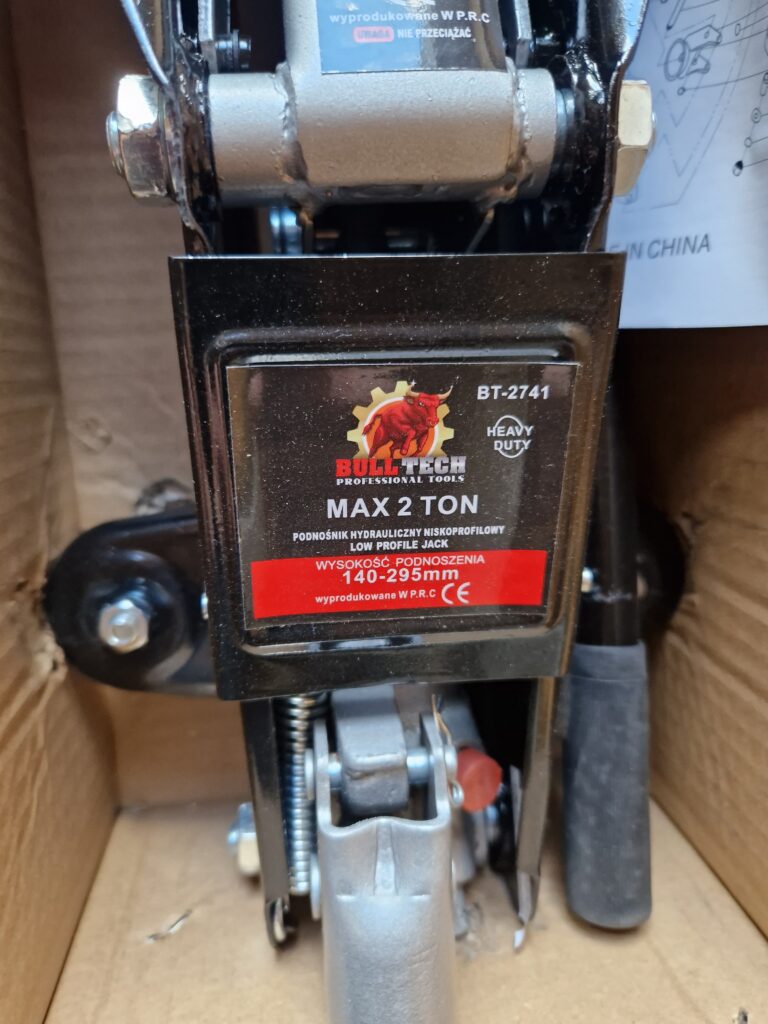 wyprodukowane W P.R.C
UWAGA NIE PRZECIĄŻAĆ
IN CHINA
BT-2741
HEAVY
DUTY
BULL TECH
PROFESSIONAL TOOLS
MAX 2 TON
PODNOŚNIK HYDRAULICZNY NISKOPROFILOWY
LOW PROFILE JACK
WYSOKOŚĆ PODNOSZENIA
140-295mm
wyprodukowane W P.R.C CE